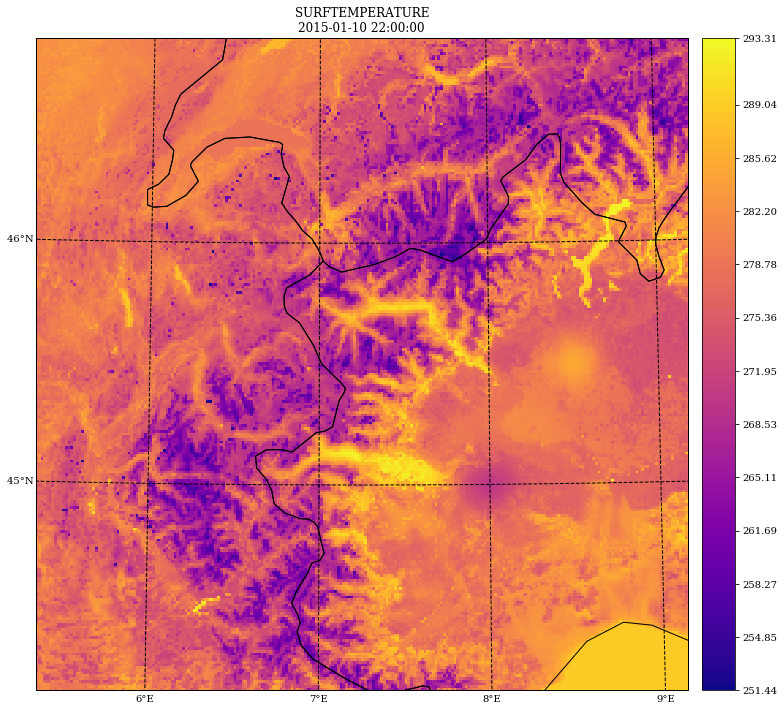 SURFTEMPERATURE
2015-01-10 22:00:00
293.31
289.04
285.62
282.20
278.78
275.36
271.95
268.53
265.11
261.69
258.27
254.85
251.44
46°N
45°N
6°E
7°E
8°E
9°E